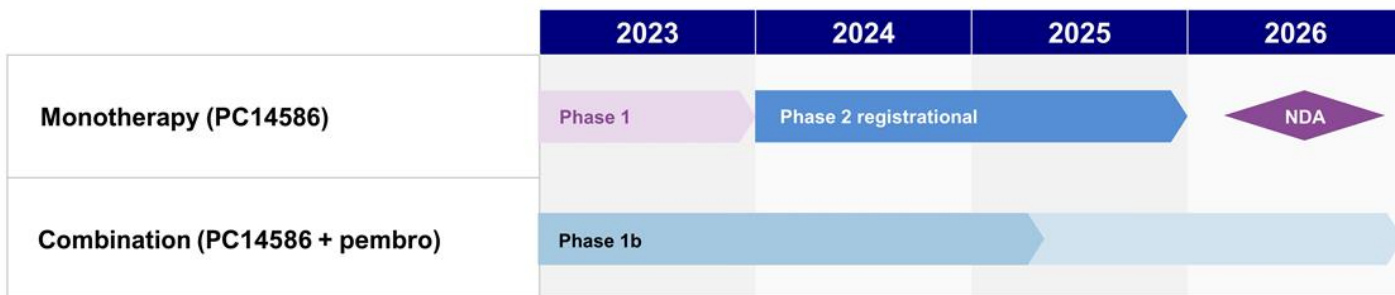 2023 2024 2025 2026
Monotherapy (PC14586) Phase 1 Phase 2 registrational NDA
Combination (PC14586 + pembro) Phase 1b